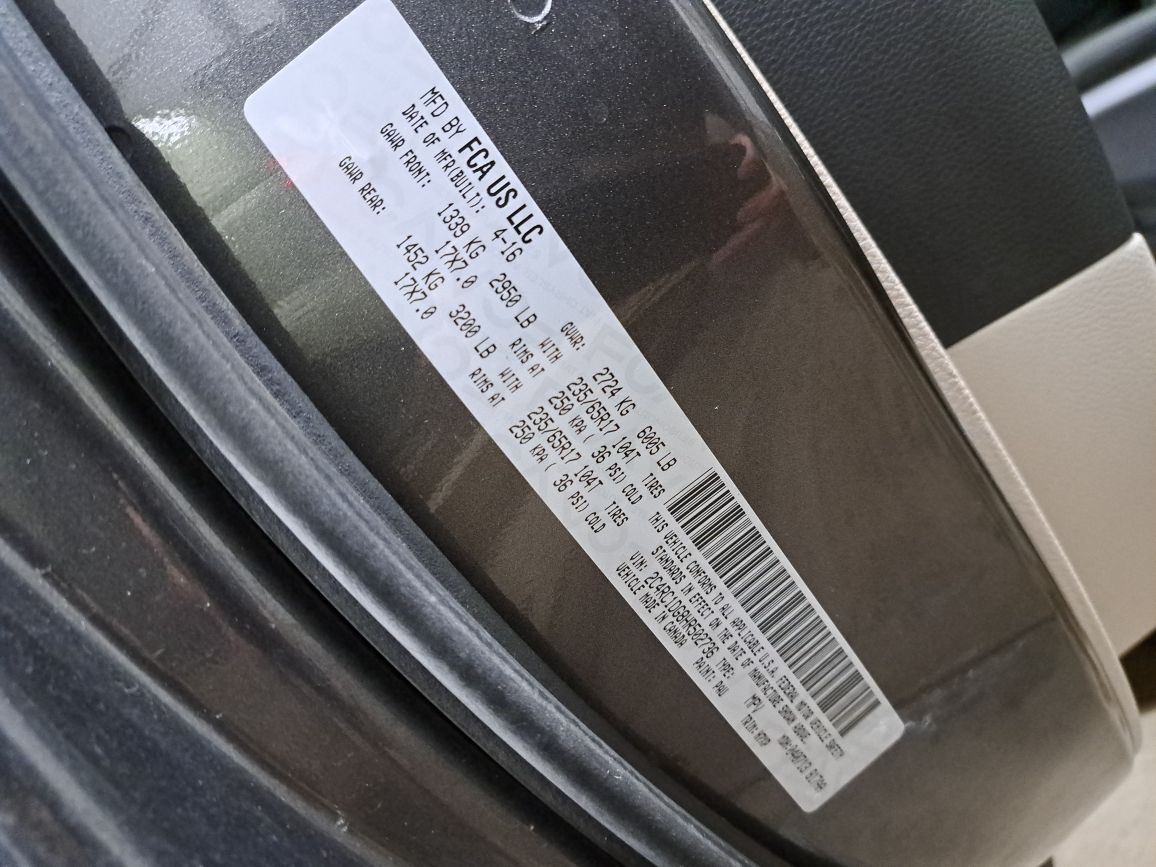 MFD BY FCA US LLC
DATE OF MFR(BUILT): 4-16 GVWR: 2724 KG 6005 LB
GAWR FRONT: 1339 KG 2950 LB WITH 235/65R17 104T TIRES
17X7.0 RIMS AT 250 KPA ( 36 PSI) COLD
GAWR REAR: 1452 KG 3200 LB WITH 235/65R17 104T TIRES
17X7.0 RIMS AT 250 KPA ( 36 PSI) COLD
THIS VEHICLE CONFORMS TO ALL APPLICABLE U.S.A. FEDERAL MOTOR VEHICLE SAFETY
STANDARDS IN EFFECT ON THE DATE OF MANUFACTURE SHOWN ABOVE.
VIN: 2C4RC1DG8HR502736 TYPE: MPV
VEHICLE MADE IN CANADA PAINT: PAU TRIM: